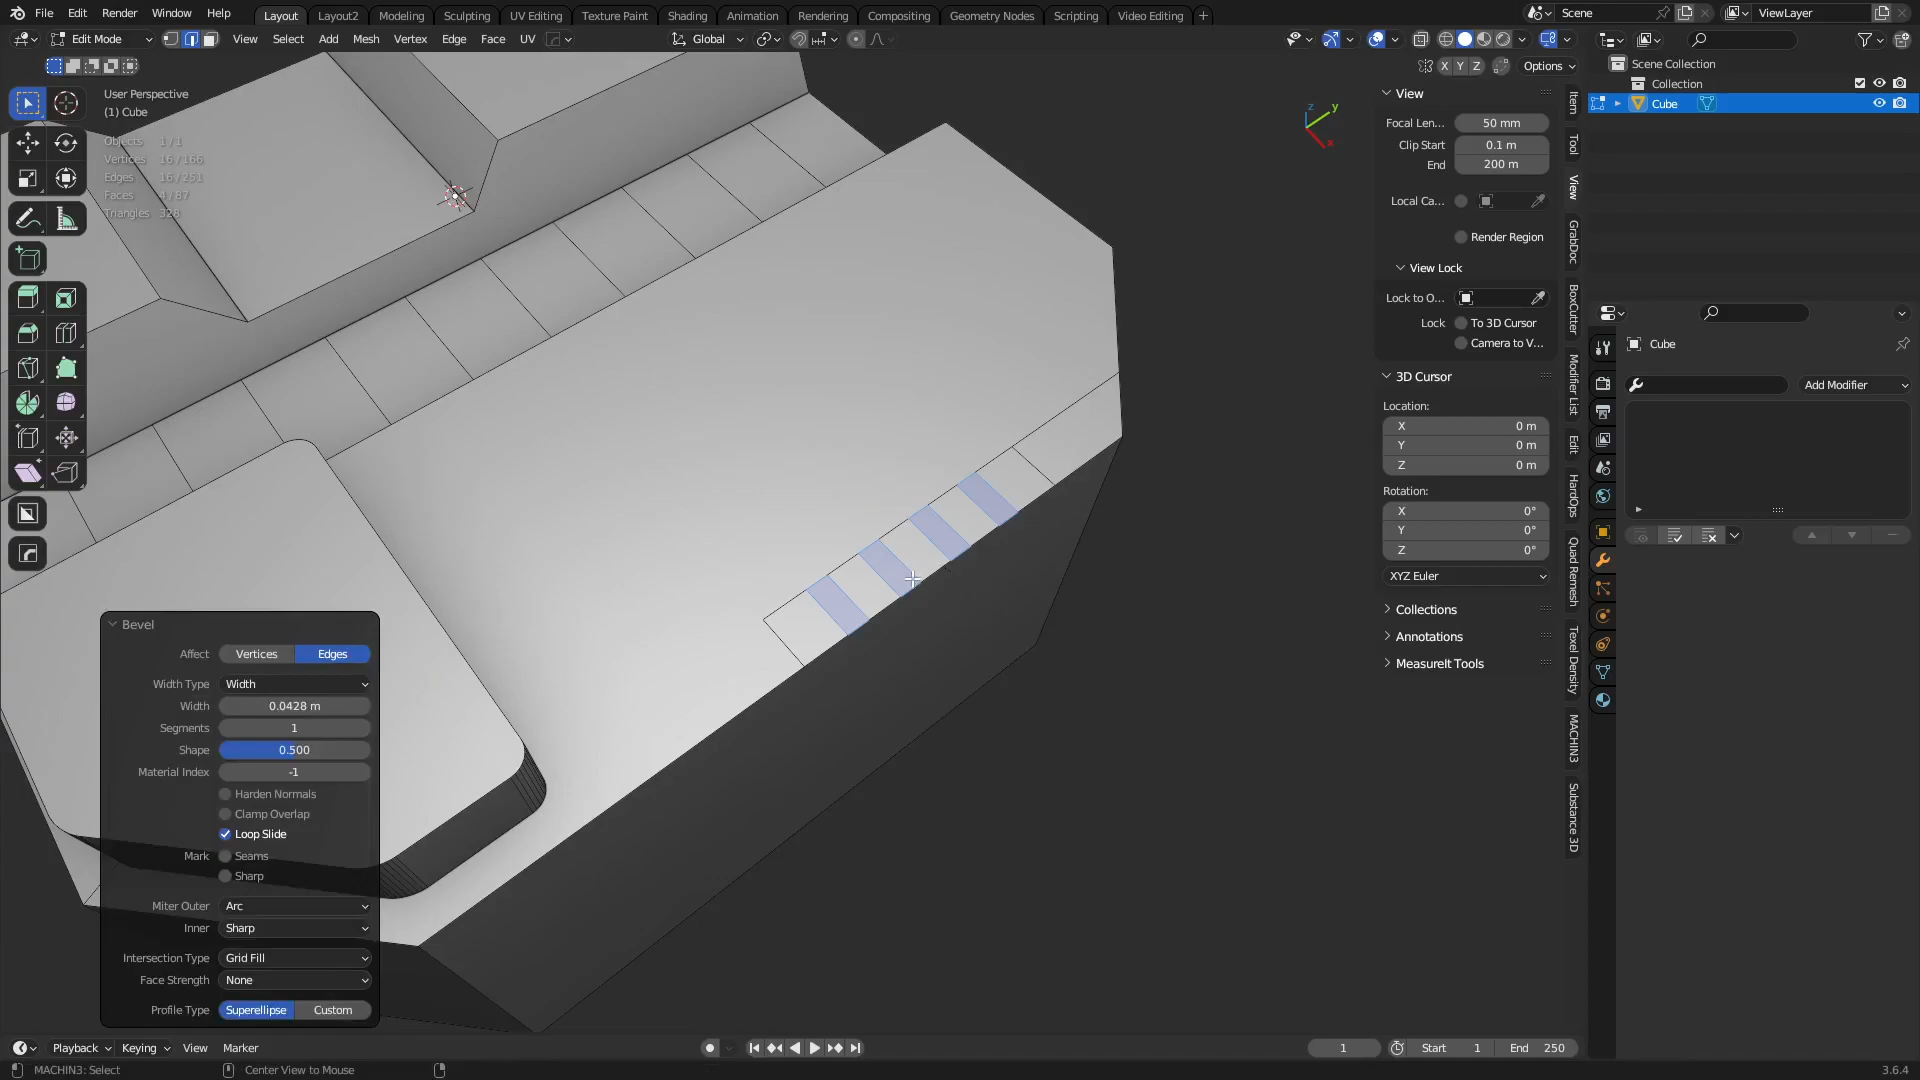 File Edit Render Window Help Layout Layout2 Modeling Sculpting UV Editing Texture Paint Shading Animation Rendering Compositing Geometry Nodes Scripting Video Editing + Scene ViewLayer
Edit Mode View Select Add Mesh Vertex Edge Face UV Global
X Y Z Options
User Perspective
(1) Cube
Objects 1/1
Vertices 16/166
Edges 16/251
Faces 4/87
Triangles 328
z y x
View
Focal Len... 50 mm
Clip Start 0.1 m
End 200 m
Local Ca...
Render Region
View Lock
Lock to O...
Lock To 3D Cursor
Camera to V...
3D Cursor
Location:
X 0 m
Y 0 m
Z 0 m
Rotation:
X 0°
Y 0°
Z 0°
XYZ Euler
Collections
Annotations
MeasureIt Tools
Item
Tool
View
GrabDoc
BoxCutter
Modifier List
Edit
HardOps
Quad Remesh
Texel Density
MACHIN3
Substance 3D
Scene Collection
Collection
Cube
Cube
Add Modifier
Bevel
Affect Vertices Edges
Width Type Width
Width 0.0428 m
Segments 1
Shape 0.500
Material Index -1
Harden Normals
Clamp Overlap
Loop Slide
Mark Seams
Sharp
Miter Outer Arc
Inner Sharp
Intersection Type Grid Fill
Face Strength None
Profile Type Superellipse Custom
Playback Keying View Marker 1 Start 1 End 250
MACHIN3: Select Center View to Mouse 3.6.4